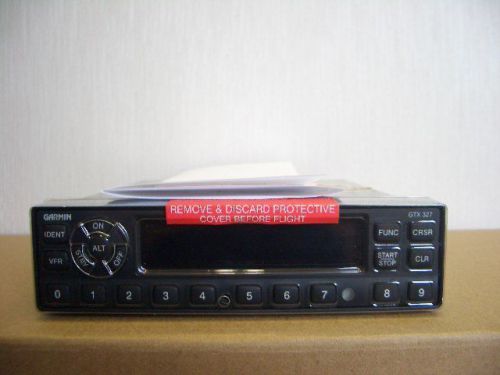 REMOVE & DISCARD PROTECTIVE
COVER BEFORE FLIGHT
GARMIN
GTX 327
IDENT
ON
FUNC
CRSR
ALT
VFR
STBY
OFF
START
STOP
CLR
0 1 2 3 4 5 6 7 8 9